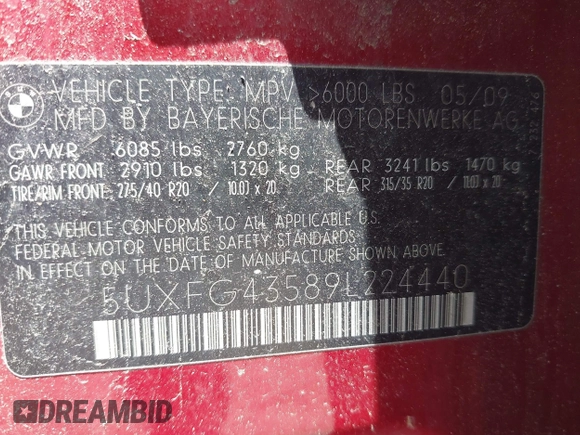 VEHICLE TYPE: MPV >6000 LBS 05/09
MFD BY BAYERISCHE MOTORENWERKE AG
GVWR 6085 lbs 2760 kg
GAWR FRONT 2910 lbs 1320 kg REAR 3241 lbs 1470 kg
TIRE/RIM FRONT: 275/40 R20 / 10.0J x 20 REAR 315/35 R20 / 11.0J x 20
THIS VEHICLE CONFORMS TO ALL APPLICABLE U.S.
FEDERAL-MOTOR VEHICLE SAFETY STANDARDS
IN EFFECT ON THE DATE OF MANUFACTURE SHOWN ABOVE.
5UXFG43589L224440
DREAMBID